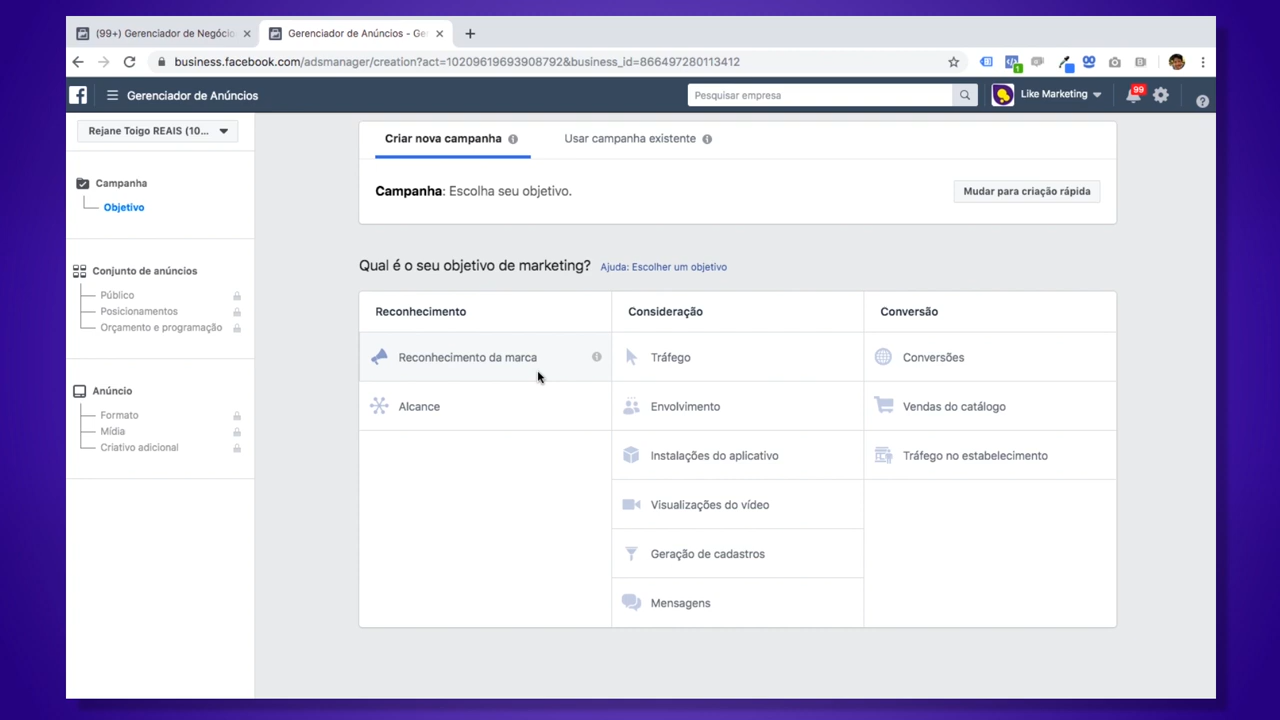 (99+) Gerenciador de Negócio
Gerenciador de Anúncios - Ge
business.facebook.com/adsmanager/creation?act=10209619693908792&business_id=866497280113412
1
Gerenciador de Anúncios
Pesquisar empresa
Like Marketing
99
Rejane Toigo REAIS (10...
Criar nova campanha
Usar campanha existente
Campanha
Objetivo
Campanha: Escolha seu objetivo.
Mudar para criação rápida
Conjunto de anúncios
Público
Posicionamentos
Orçamento e programação
Anúncio
Formato
Mídia
Criativo adicional
Qual é o seu objetivo de marketing? Ajuda: Escolher um objetivo
Reconhecimento
Consideração
Conversão
Reconhecimento da marca
Tráfego
Conversões
Alcance
Envolvimento
Vendas do catálogo
Instalações do aplicativo
Tráfego no estabelecimento
Visualizações do vídeo
Geração de cadastros
Mensagens